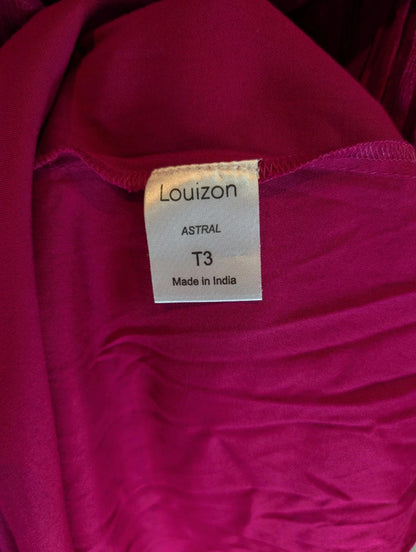 Louizon
ASTRAL
T3
Made in India